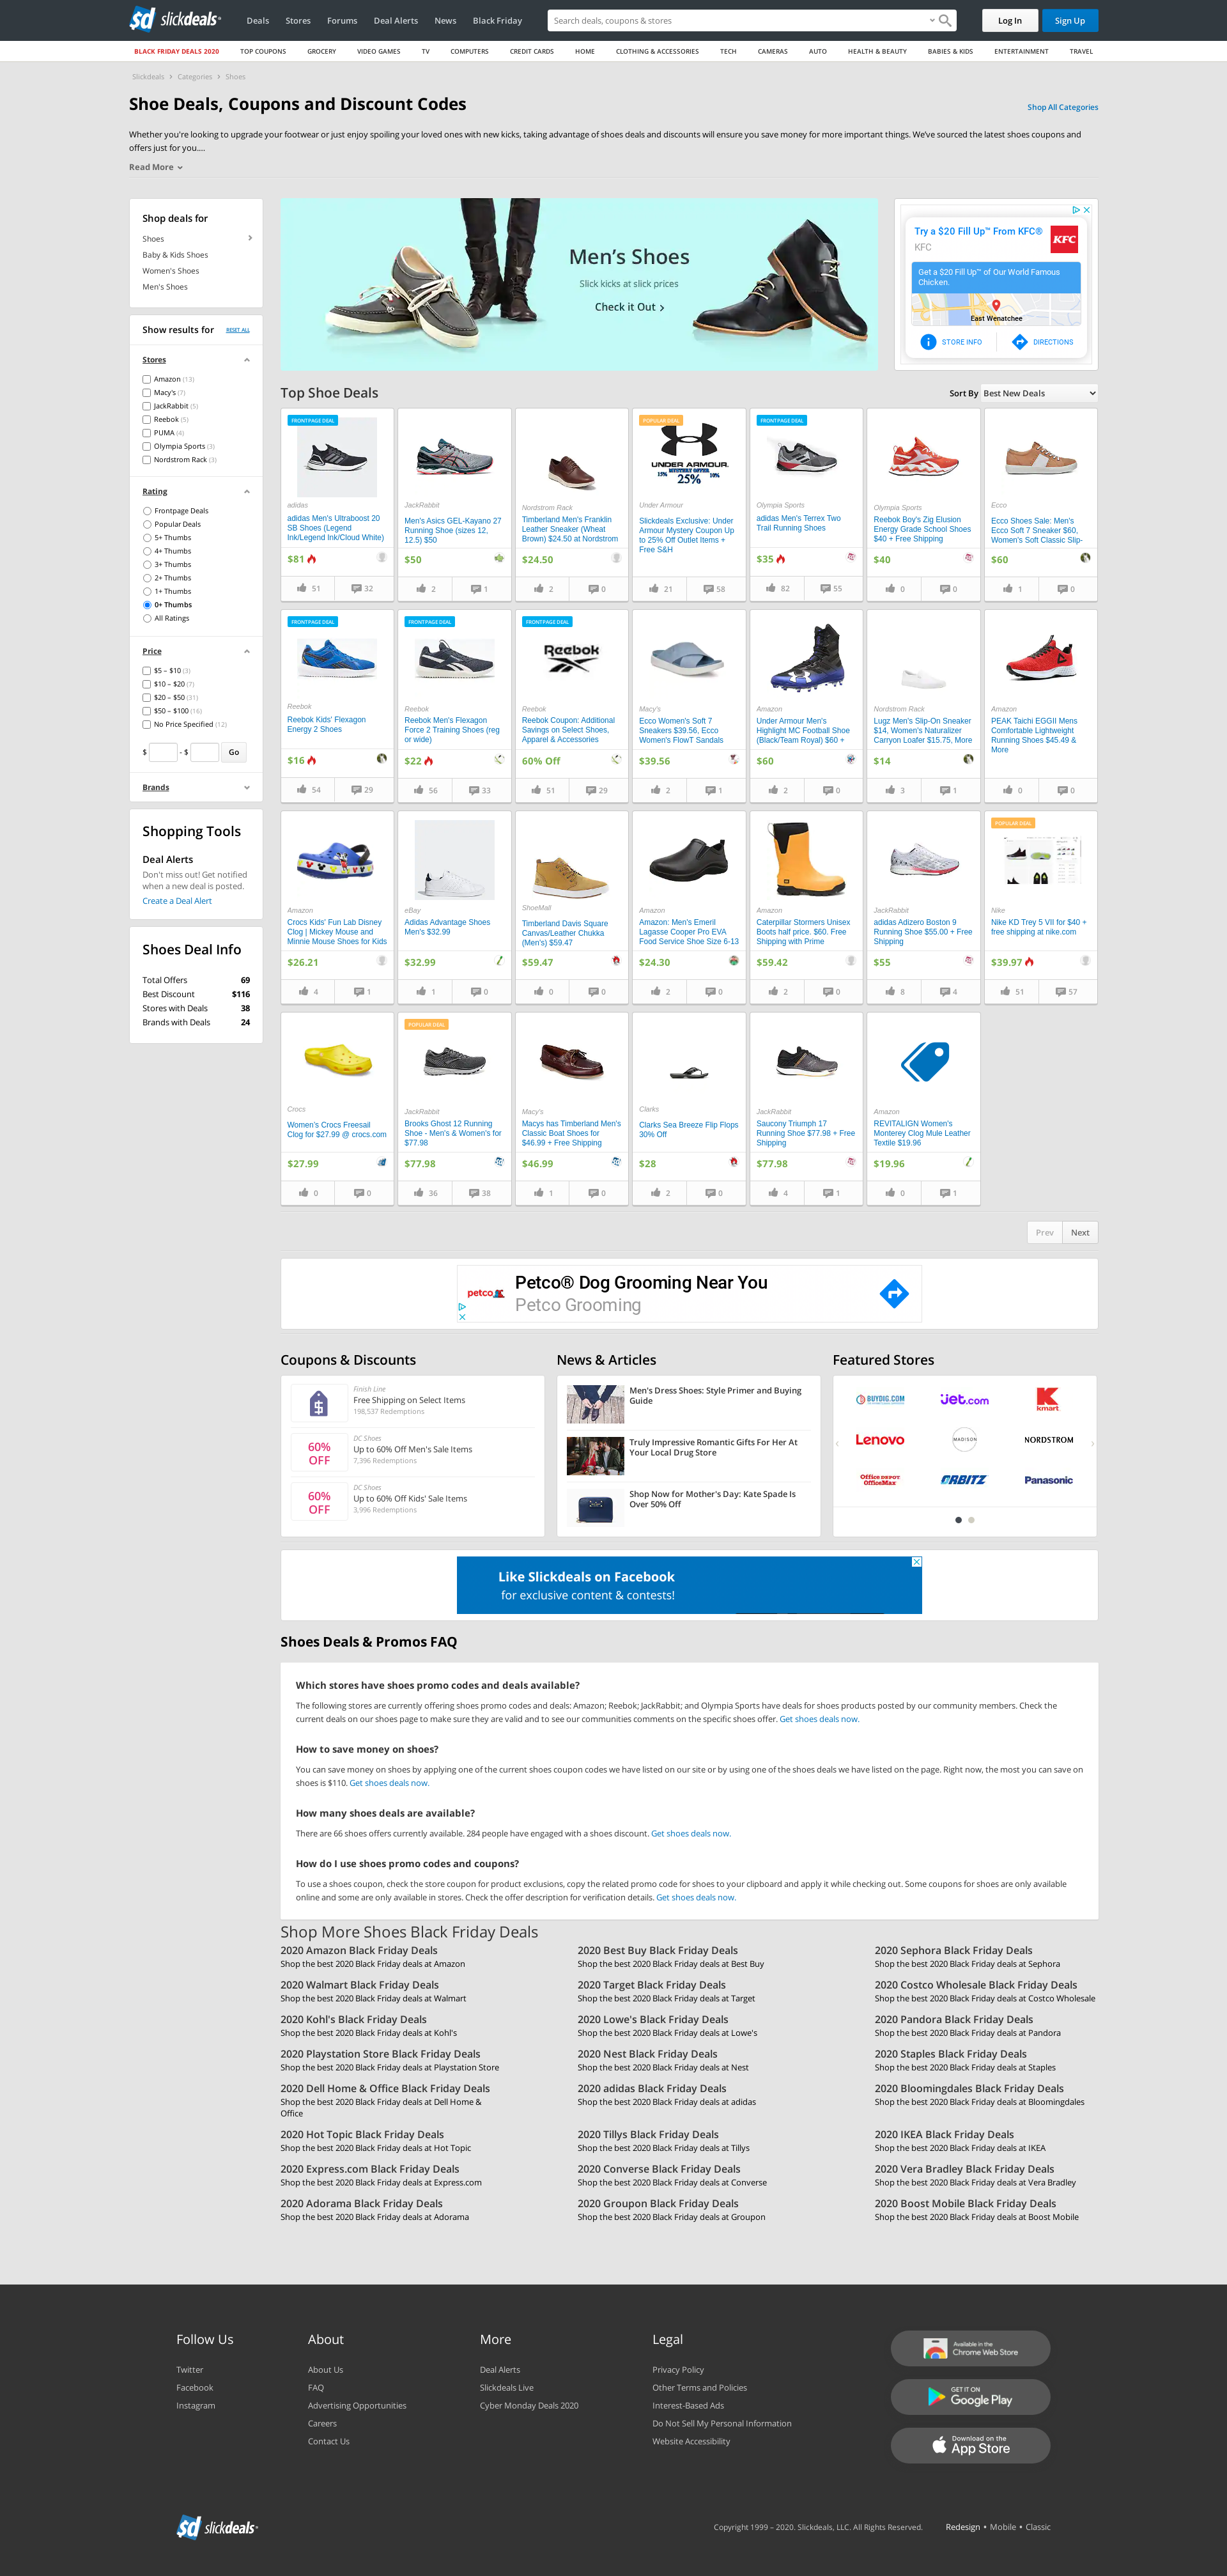 slickdeals
Deals
Stores
Forums
Deal Alerts
News
Black Friday
Search deals, coupons & stores
Log In
Sign Up
BLACK FRIDAY DEALS 2020
TOP COUPONS
GROCERY
VIDEO GAMES
TV
COMPUTERS
CREDIT CARDS
HOME
CLOTHING & ACCESSORIES
TECH
CAMERAS
AUTO
HEALTH & BEAUTY
BABIES & KIDS
ENTERTAINMENT
TRAVEL
Slickdeals › Categories › Shoes
Shoe Deals, Coupons and Discount Codes
Shop All Categories
Whether you're looking to upgrade your footwear or just enjoy spoiling your loved ones with new kicks, taking advantage of shoes deals and discounts will ensure you save money for more important things. We've sourced the latest shoes coupons and
offers just for you....
Read More
Shop deals for
Shoes
Baby & Kids Shoes
Women's Shoes
Men's Shoes
Show results for
RESET ALL
Stores
Amazon (13)
Macy's (7)
JackRabbit (5)
Reebok (5)
PUMA (4)
Olympia Sports (3)
Nordstrom Rack (3)
Rating
Frontpage Deals
Popular Deals
5+ Thumbs
4+ Thumbs
3+ Thumbs
2+ Thumbs
1+ Thumbs
0+ Thumbs
All Ratings
Price
$5 – $10 (3)
$10 – $20 (7)
$20 – $50 (31)
$50 – $100 (16)
No Price Specified (12)
$ - $ Go
Brands
Shopping Tools
Deal Alerts
Don't miss out! Get notified
when a new deal is posted.
Create a Deal Alert
Shoes Deal Info
Total Offers 69
Best Discount $116
Stores with Deals 38
Brands with Deals 24
Men's Shoes
Slick kicks at slick prices
Check it Out >
Try a $20 Fill Up™ From KFC®
KFC
KFC
Get a $20 Fill Up™ of Our World Famous
Chicken.
East Wenatchee
STORE INFO
DIRECTIONS
Top Shoe Deals
Sort By Best New Deals
FRONTPAGE DEAL
adidas
adidas Men's Ultraboost 20
SB Shoes (Legend
Ink/Legend Ink/Cloud White)
$81
51 32
JackRabbit
Men's Asics GEL-Kayano 27
Running Shoe (sizes 12,
12.5) $50
$50
2 1
Nordstrom Rack
Timberland Men's Franklin
Leather Sneaker (Wheat
Brown) $24.50 at Nordstrom
$24.50
2 0
POPULAR DEAL
UNDER ARMOUR
MYSTERY OFFER
15% 25% 20%
Under Armour
Slickdeals Exclusive: Under
Armour Mystery Coupon Up
to 25% Off Outlet Items +
Free S&H
21 58
FRONTPAGE DEAL
Olympia Sports
adidas Men's Terrex Two
Trail Running Shoes
$35
82 55
Olympia Sports
Reebok Boy's Zig Elusion
Energy Grade School Shoes
$40 + Free Shipping
$40
0 0
Ecco
Ecco Shoes Sale: Men's
Ecco Soft 7 Sneaker $60,
Women's Soft Classic Slip-
$60
1 0
FRONTPAGE DEAL
Reebok
Reebok Kids' Flexagon
Energy 2 Shoes
$16
54 29
FRONTPAGE DEAL
Reebok
Reebok Men's Flexagon
Force 2 Training Shoes (reg
or wide)
$22
56 33
FRONTPAGE DEAL
Reebok
Reebok
Reebok Coupon: Additional
Savings on Select Shoes,
Apparel & Accessories
60% Off
51 29
Macy's
Ecco Women's Soft 7
Sneakers $39.56, Ecco
Women's FlowT Sandals
$39.56
2 1
Amazon
Under Armour Men's
Highlight MC Football Shoe
(Black/Team Royal) $60 +
$60
2 0
Nordstrom Rack
Lugz Men's Slip-On Sneaker
$14, Women's Naturalizer
Carryon Loafer $15.75, More
$14
3 1
Amazon
PEAK Taichi EGGII Mens
Comfortable Lightweight
Running Shoes $45.49 &
More
0 0
Amazon
Crocs Kids' Fun Lab Disney
Clog | Mickey Mouse and
Minnie Mouse Shoes for Kids
$26.21
4 1
eBay
Adidas Advantage Shoes
Men's $32.99
$32.99
1 0
ShoeMall
Timberland Davis Square
Canvas/Leather Chukka
(Men's) $59.47
$59.47
0 0
Amazon
Amazon: Men's Emeril
Lagasse Cooper Pro EVA
Food Service Shoe Size 6-13
$24.30
2 0
Amazon
Caterpillar Stormers Unisex
Boots half price. $60. Free
Shipping with Prime
$59.42
2 0
JackRabbit
adidas Adizero Boston 9
Running Shoe $55.00 + Free
Shipping
$55
8 4
POPULAR DEAL
Nike
Nike KD Trey 5 VII for $40 +
free shipping at nike.com
$39.97
51 57
Crocs
Women's Crocs Freesail
Clog for $27.99 @ crocs.com
$27.99
0 0
POPULAR DEAL
JackRabbit
Brooks Ghost 12 Running
Shoe - Men's & Women's for
$77.98
$77.98
36 38
Macy's
Macys has Timberland Men's
Classic Boat Shoes for
$46.99 + Free Shipping
$46.99
1 0
Clarks
Clarks Sea Breeze Flip Flops
30% Off
$28
2 0
JackRabbit
Saucony Triumph 17
Running Shoe $77.98 + Free
Shipping
$77.98
4 1
Amazon
REVITALIGN Women's
Monterey Clog Mule Leather
Textile $19.96
$19.96
0 1
Prev
Next
petco
Petco® Dog Grooming Near You
Petco Grooming
Coupons & Discounts
Finish Line
Free Shipping on Select Items
198,537 Redemptions
60%
OFF
DC Shoes
Up to 60% Off Men's Sale Items
7,396 Redemptions
60%
OFF
DC Shoes
Up to 60% Off Kids' Sale Items
3,996 Redemptions
News & Articles
Men's Dress Shoes: Style Primer and Buying
Guide
Truly Impressive Romantic Gifts For Her At
Your Local Drug Store
Shop Now for Mother's Day: Kate Spade Is
Over 50% Off
Featured Stores
BUYDIG.COM
jet.com
kmart
Lenovo
MADISON
NORDSTROM
Office DEPOT
OfficeMax
ORBITZ
Panasonic
Like Slickdeals on Facebook
for exclusive content & contests!
Shoes Deals & Promos FAQ
Which stores have shoes promo codes and deals available?
The following stores are currently offering shoes promo codes and deals: Amazon; Reebok; JackRabbit; and Olympia Sports have deals for shoes products posted by our community members. Check the
current deals on our shoes page to make sure they are valid and to see our communities comments on the specific shoes offer. Get shoes deals now.
How to save money on shoes?
You can save money on shoes by applying one of the current shoes coupon codes we have listed on our site or by using one of the shoes deals we have listed on the page. Right now, the most you can save on
shoes is $110. Get shoes deals now.
How many shoes deals are available?
There are 66 shoes offers currently available. 284 people have engaged with a shoes discount. Get shoes deals now.
How do I use shoes promo codes and coupons?
To use a shoes coupon, check the store coupon for product exclusions, copy the related promo code for shoes to your clipboard and apply it while checking out. Some coupons for shoes are only available
online and some are only available in stores. Check the offer description for verification details. Get shoes deals now.
Shop More Shoes Black Friday Deals
2020 Amazon Black Friday Deals
Shop the best 2020 Black Friday deals at Amazon
2020 Best Buy Black Friday Deals
Shop the best 2020 Black Friday deals at Best Buy
2020 Sephora Black Friday Deals
Shop the best 2020 Black Friday deals at Sephora
2020 Walmart Black Friday Deals
Shop the best 2020 Black Friday deals at Walmart
2020 Target Black Friday Deals
Shop the best 2020 Black Friday deals at Target
2020 Costco Wholesale Black Friday Deals
Shop the best 2020 Black Friday deals at Costco Wholesale
2020 Kohl's Black Friday Deals
Shop the best 2020 Black Friday deals at Kohl's
2020 Lowe's Black Friday Deals
Shop the best 2020 Black Friday deals at Lowe's
2020 Pandora Black Friday Deals
Shop the best 2020 Black Friday deals at Pandora
2020 Playstation Store Black Friday Deals
Shop the best 2020 Black Friday deals at Playstation Store
2020 Nest Black Friday Deals
Shop the best 2020 Black Friday deals at Nest
2020 Staples Black Friday Deals
Shop the best 2020 Black Friday deals at Staples
2020 Dell Home & Office Black Friday Deals
Shop the best 2020 Black Friday deals at Dell Home &
Office
2020 adidas Black Friday Deals
Shop the best 2020 Black Friday deals at adidas
2020 Bloomingdales Black Friday Deals
Shop the best 2020 Black Friday deals at Bloomingdales
2020 Hot Topic Black Friday Deals
Shop the best 2020 Black Friday deals at Hot Topic
2020 Tillys Black Friday Deals
Shop the best 2020 Black Friday deals at Tillys
2020 IKEA Black Friday Deals
Shop the best 2020 Black Friday deals at IKEA
2020 Express.com Black Friday Deals
Shop the best 2020 Black Friday deals at Express.com
2020 Converse Black Friday Deals
Shop the best 2020 Black Friday deals at Converse
2020 Vera Bradley Black Friday Deals
Shop the best 2020 Black Friday deals at Vera Bradley
2020 Adorama Black Friday Deals
Shop the best 2020 Black Friday deals at Adorama
2020 Groupon Black Friday Deals
Shop the best 2020 Black Friday deals at Groupon
2020 Boost Mobile Black Friday Deals
Shop the best 2020 Black Friday deals at Boost Mobile
Follow Us
Twitter
Facebook
Instagram
About
About Us
FAQ
Advertising Opportunities
Careers
Contact Us
More
Deal Alerts
Slickdeals Live
Cyber Monday Deals 2020
Legal
Privacy Policy
Other Terms and Policies
Interest-Based Ads
Do Not Sell My Personal Information
Website Accessibility
Available in the
Chrome Web Store
GET IT ON
Google Play
Download on the
App Store
slickdeals
Copyright 1999 – 2020. Slickdeals, LLC. All Rights Reserved.
Redesign • Mobile • Classic